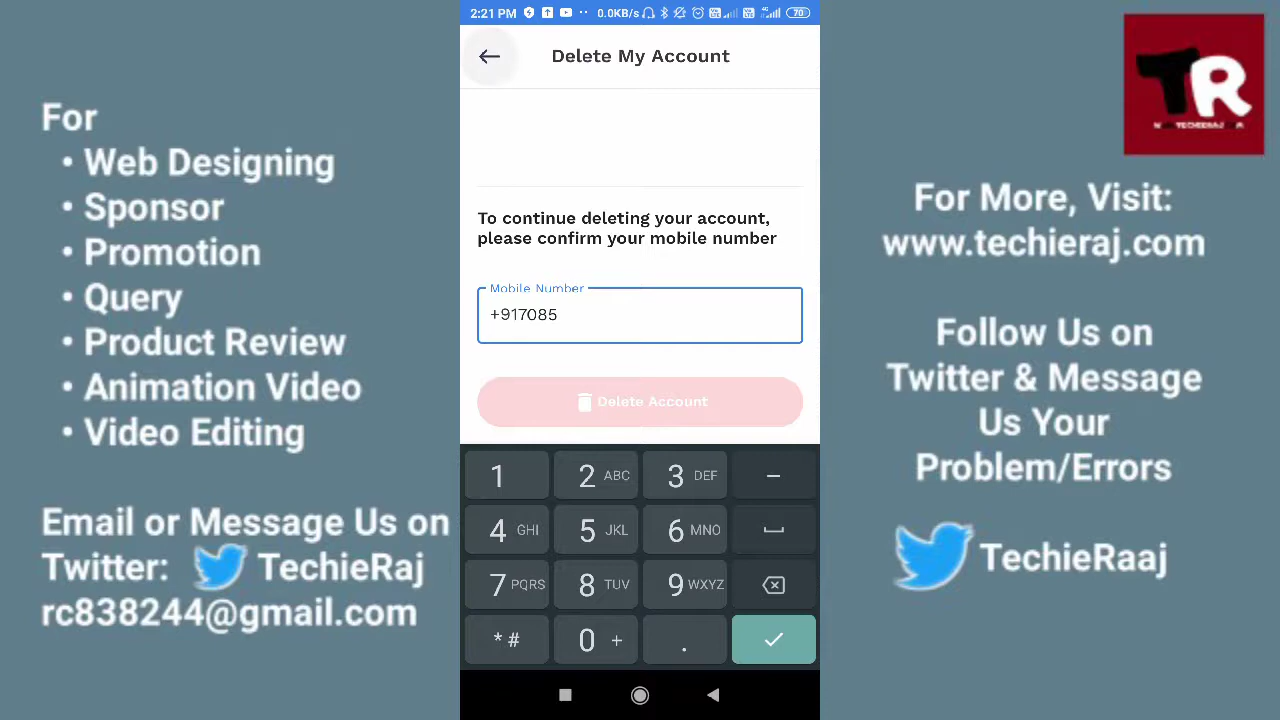 For
• Web Designing
• Sponsor
• Promotion
• Query
• Product Review
• Animation Video
• Video Editing
Email or Message Us on
Twitter: TechieRaj
rc838244@gmail.com
2:21 PM 0.0KB/s 4G 70
Delete My Account
To continue deleting your account,
please confirm your mobile number
Mobile Number
+917085
Delete Account
1 2 ABC 3 DEF –
4 GHI 5 JKL 6 MNO
7 PQRS 8 TUV 9 WXYZ
*# 0 + .
TR
For More, Visit:
www.techieraj.com
Follow Us on
Twitter & Message
Us Your
Problem/Errors
TechieRaaj